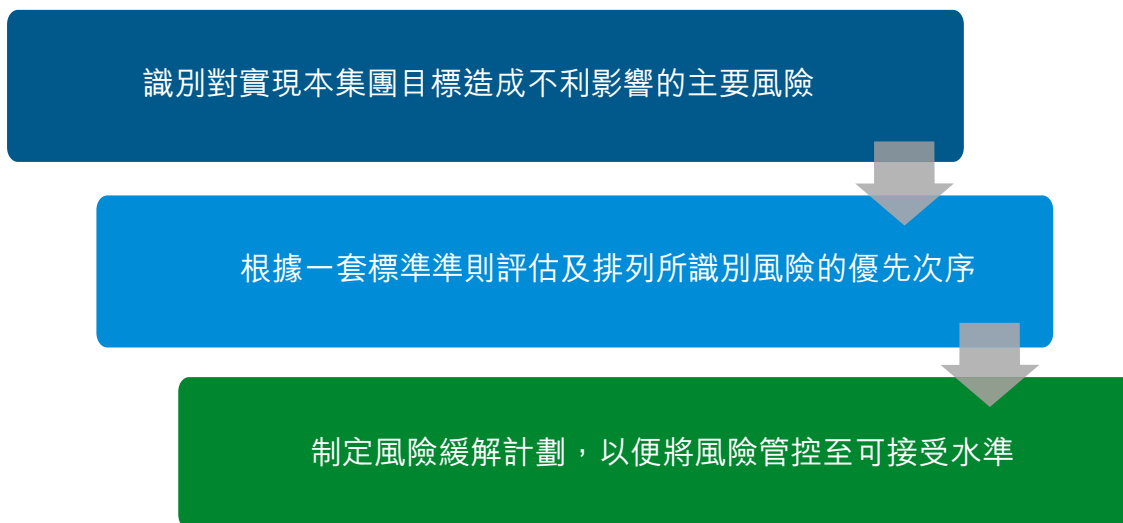 識別對實現本集團目標造成不利影響的主要風險
根據一套標準準則評估及排列所識別風險的優先次序
制定風險緩解計劃，以便將風險管控至可接受水準